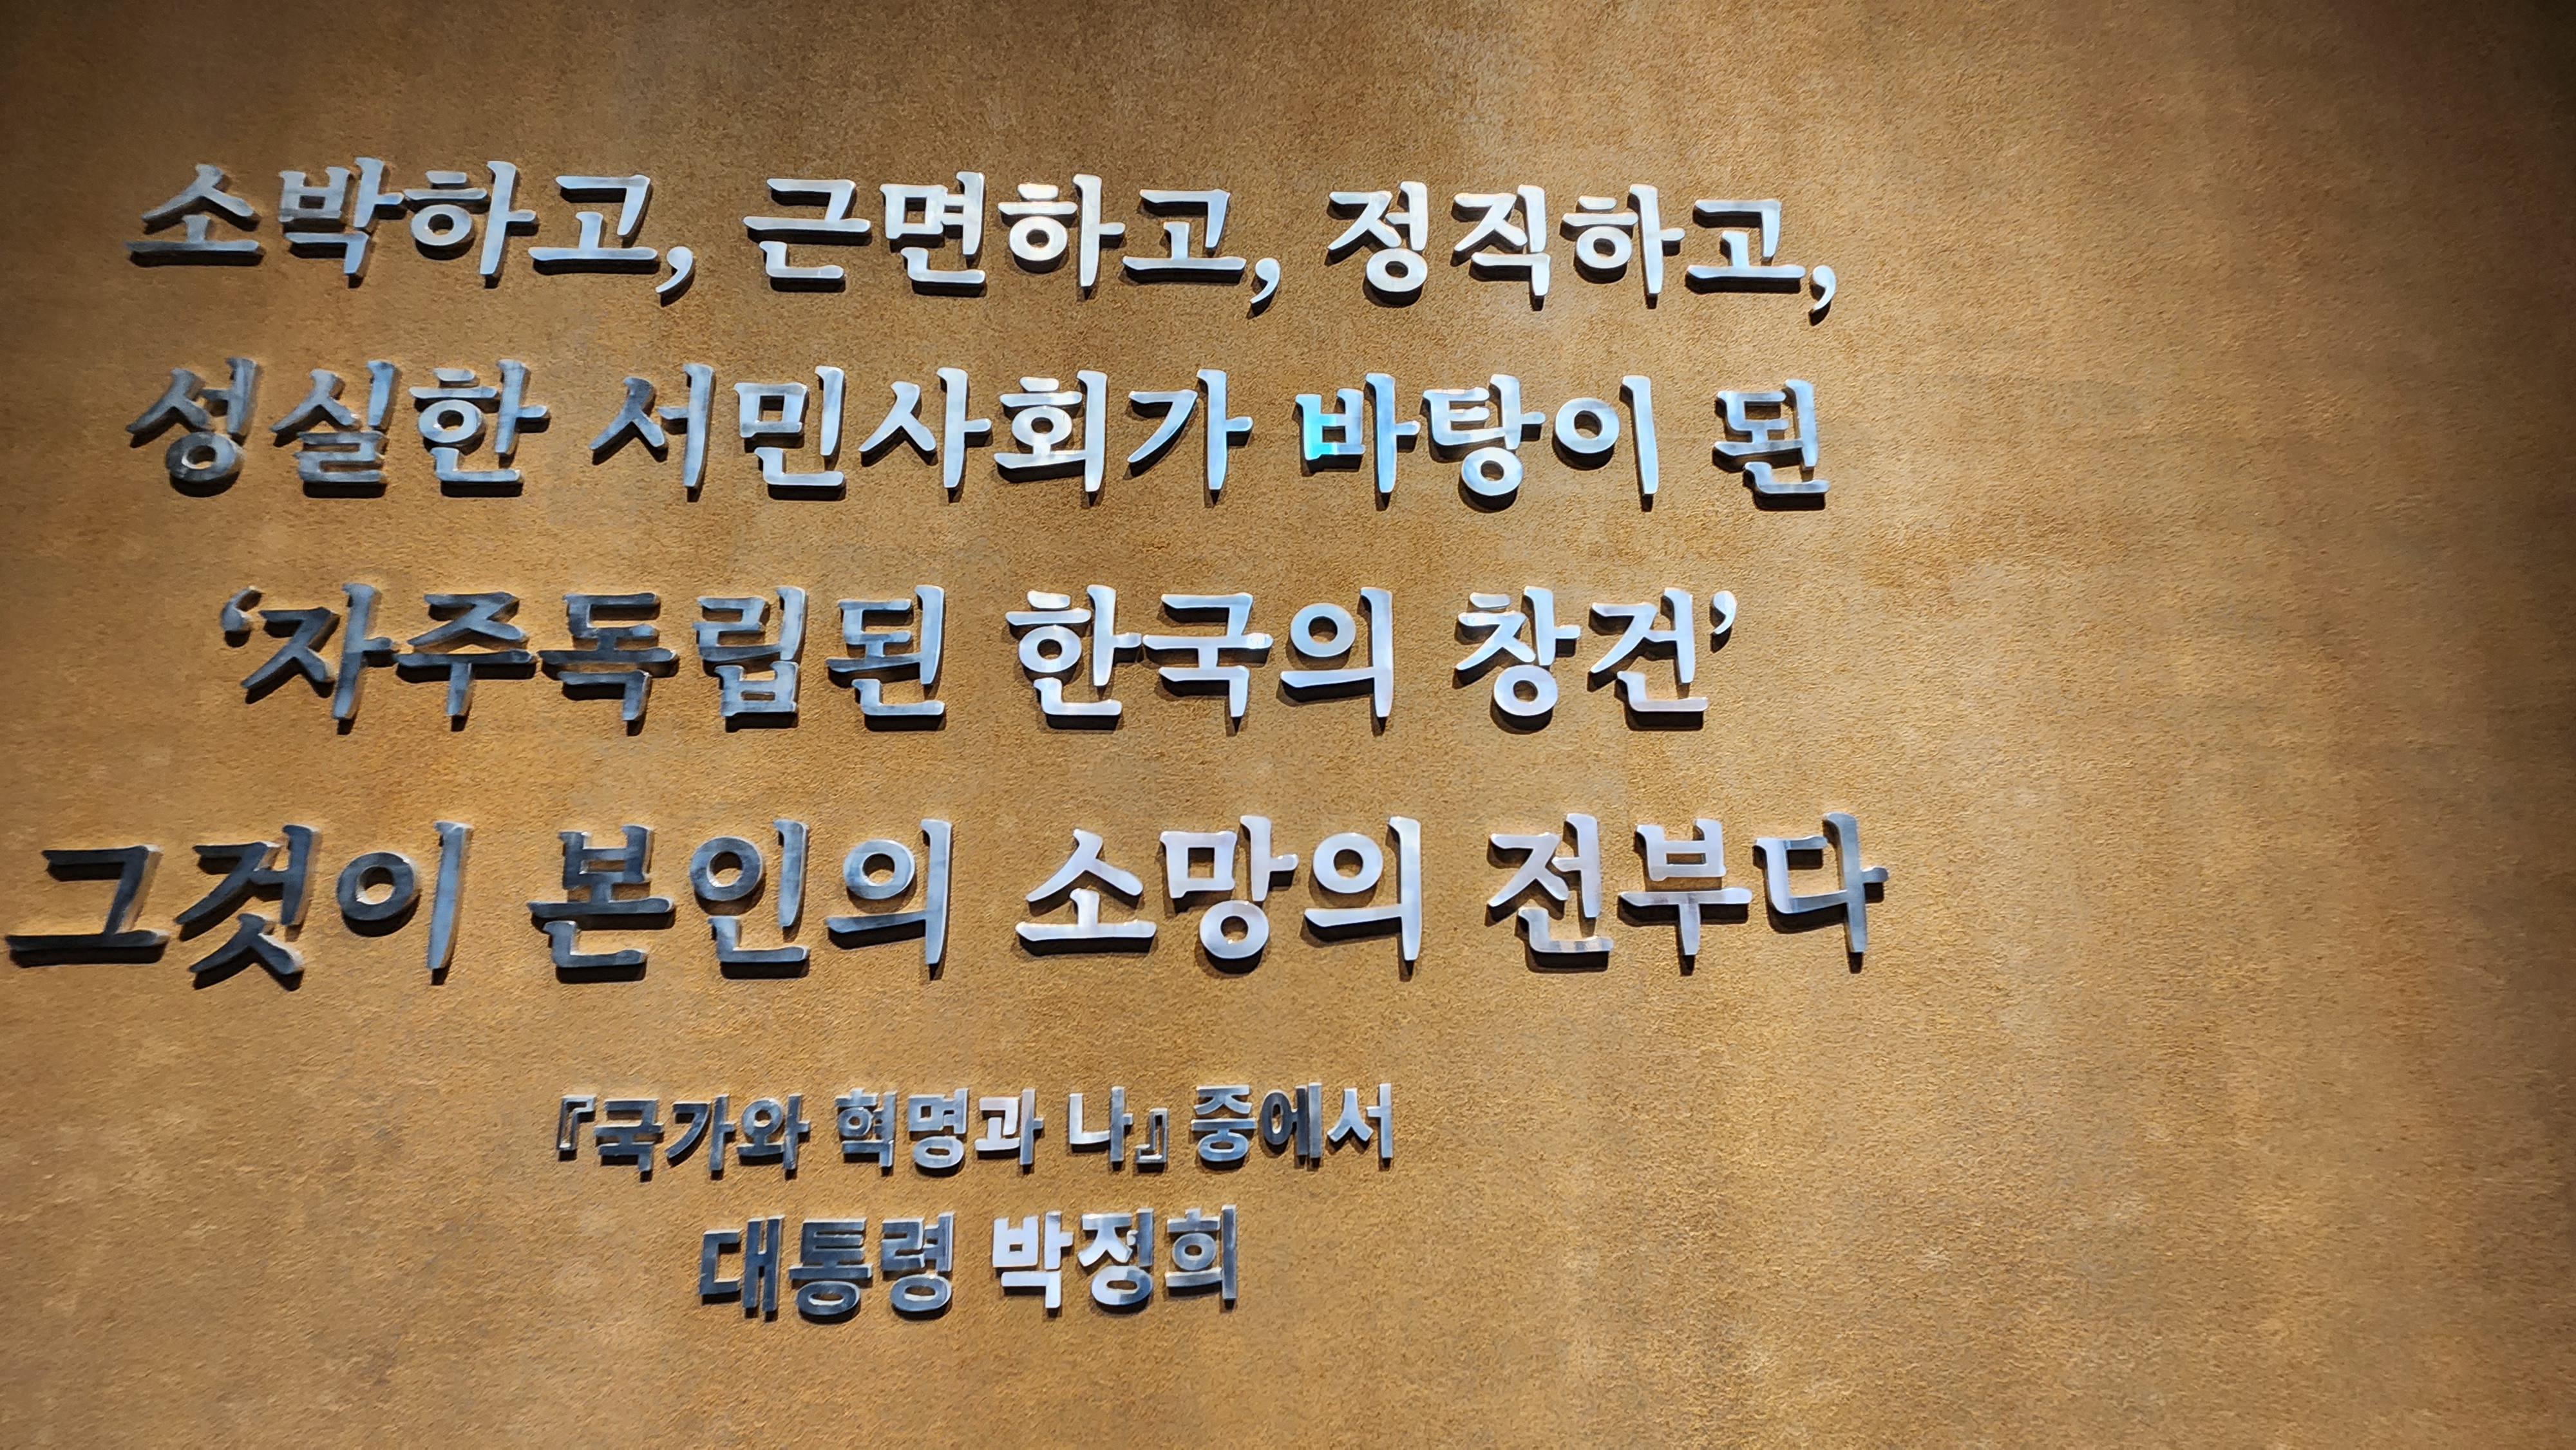 소박하고, 근면하고, 정직하고,
성실한 서민사회가 바탕이 된
‘자주독립된 한국의 창건’
그것이 본인의 소망의 전부다
『국가와 혁명과 나』 중에서
대통령 박정희